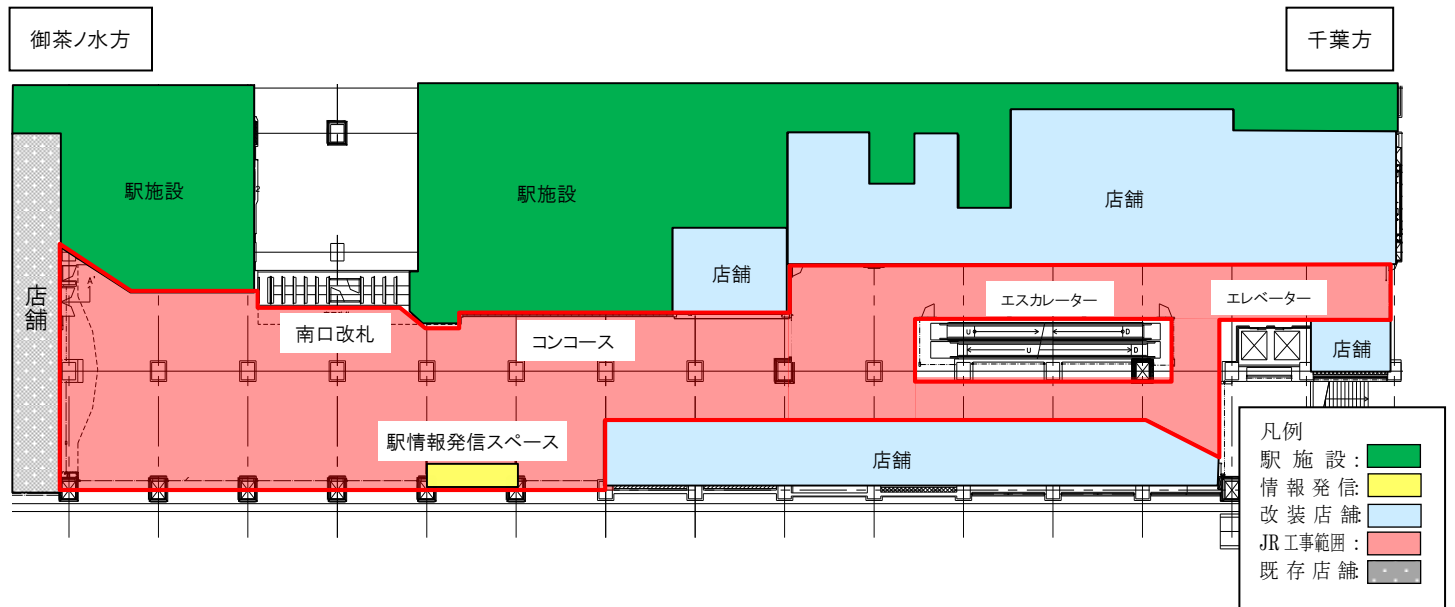 御茶ノ水方
千葉方
駅施設
駅施設
店舗
店舗
店舗
エスカレーター
エレベーター
南口改札
コンコース
店舗
駅情報発信スペース
店舗
U
D
U
D
A'
2
凡例
駅施設：
情報発信:
改装店舗:
JR工事範囲：
既存店舗: